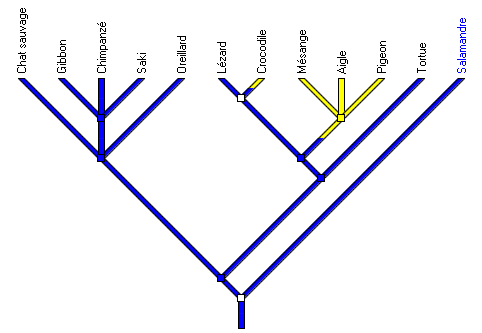 Chat sauvage
Gibbon
Chimpanzé
Saki
Oreillard
Lézard
Crocodile
Mésange
Aigle
Pigeon
Tortue
Salamandre